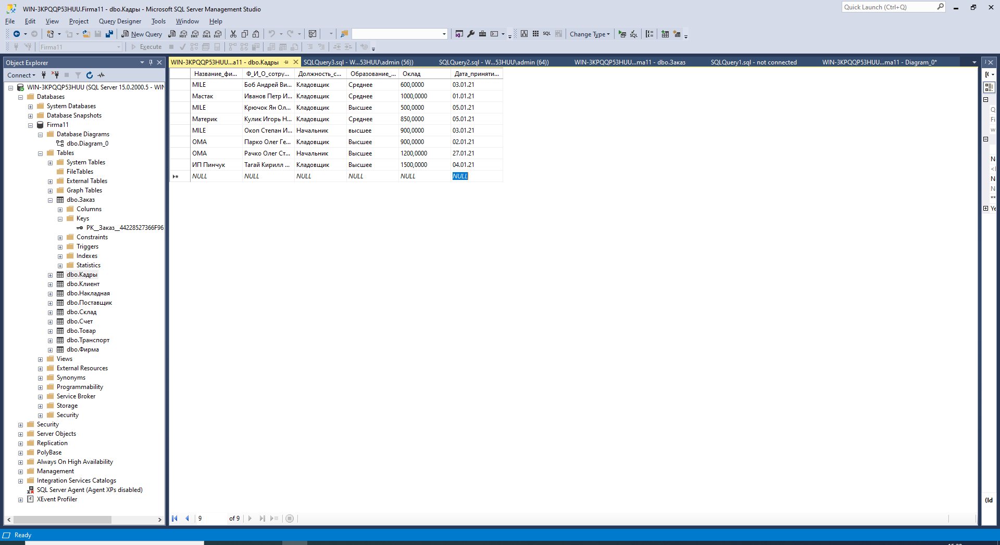 WIN-3KPQQP53HUU.Firma11 - dbo.Кадры - Microsoft SQL Server Management Studio
Quick Launch (Ctrl+Q)
File Edit View Project Query Designer Tools Window Help
New Query MDX DMX XMLA DAX SQL Change Type SQL
Firma11 Execute
Object Explorer
WIN-3KPQQP53HUU...a11 - dbo.Кадры SQLQuery3.sql - W...53HUU\admin (56)) SQLQuery2.sql - W...53HUU\admin (64)) WIN-3KPQQP53HUU...ma11 - dbo.Заказ SQLQuery1.sql - not connected WIN-3KPQQP53HUU...ma11 - Diagram_0*
Connect
WIN-3KPQQP53HUU (SQL Server 15.0.2000.5 - WIN
Databases
System Databases
Database Snapshots
Firma11
Database Diagrams
dbo.Diagram_0
Tables
System Tables
FileTables
External Tables
Graph Tables
dbo.Заказ
Columns
Keys
PK__Заказ__44228527366F96
Constraints
Triggers
Indexes
Statistics
dbo.Кадры
dbo.Клиент
dbo.Накладная
dbo.Поставщик
dbo.Склад
dbo.Счет
dbo.Товар
dbo.Транспорт
dbo.Фирма
Views
External Resources
Synonyms
Programmability
Service Broker
Storage
Security
Security
Server Objects
Replication
PolyBase
Always On High Availability
Management
Integration Services Catalogs
SQL Server Agent (Agent XPs disabled)
XEvent Profiler
Название_фи... Ф_И_О_сотру... Должность_с... Образование_... Оклад Дата_приняти...
MILE Боб Андрей Ви... Кладовщик Среднее 600,0000 03.01.21
Мастак Иванов Петр И... Кладовщик Среднее 1000,0000 01.01.21
MILE Крючок Ян Ол... Кладовщик Высшее 500,0000 05.01.21
Материк Кулик Игорь Н... Кладовщик Среднее 850,0000 05.01.21
MILE Окоп Степан И... Начальник высшее 900,0000 03.01.21
ОМА Парко Олег Ге... Кладовщик Высшее 900,0000 02.01.21
ОМА Рачко Олег Ст... Начальник Высшее 1200,0000 27.01.21
ИП Пинчук Тагай Кирилл ... Кладовщик Высшее 1500,0000 04.01.21
NULL NULL NULL NULL NULL NULL
9 of 9
Q
Fi
w
N
N
N
Ye
(Id
Ready